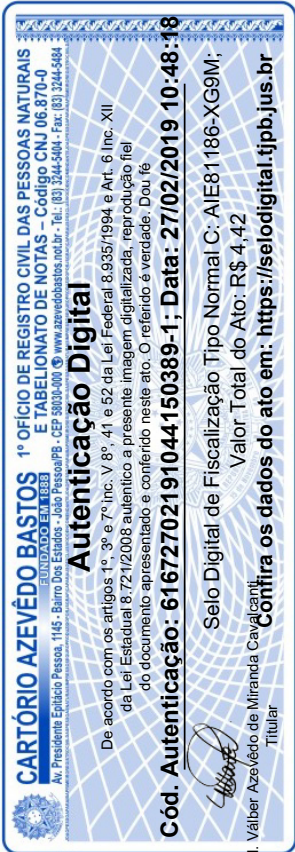 CARTÓRIO AZEVÊDO BASTOS
FUNDADO EM 1888
1º OFÍCIO DE REGISTRO CIVIL DAS PESSOAS NATURAIS
E TABELIONATO DE NOTAS – Código CNJ 06.870-0
Av. Presidente Epitácio Pessoa, 1145 - Bairro Dos Estados - João Pessoa/PB - CEP 58030-000 www.azevedobastos.not.br - Tel.: (83) 3244-5404 - Fax: (83) 3244-5484
Autenticação Digital
De acordo com os artigos 1º, 3º e 7º Inc. V 8º, 41 e 52 da Lei Federal 8.935/1994 e Art. 6 Inc. XII
da Lei Estadual 8.721/2008 autentico a presente imagem digitalizada, reprodução fiel
do documento apresentado e conferido neste ato. O referido é verdade. Dou fé
Cód. Autenticação: 61672702191044150389-1; Data: 27/02/2019 10:48:18
Selo Digital de Fiscalização Tipo Normal C: AIE81186-XG9M;
Valor Total do Ato: R$ 4,42
l. Válber Azevêdo de Miranda Cavalcanti
Titular
Confira os dados do ato em: https://selodigital.tjpb.jus.br